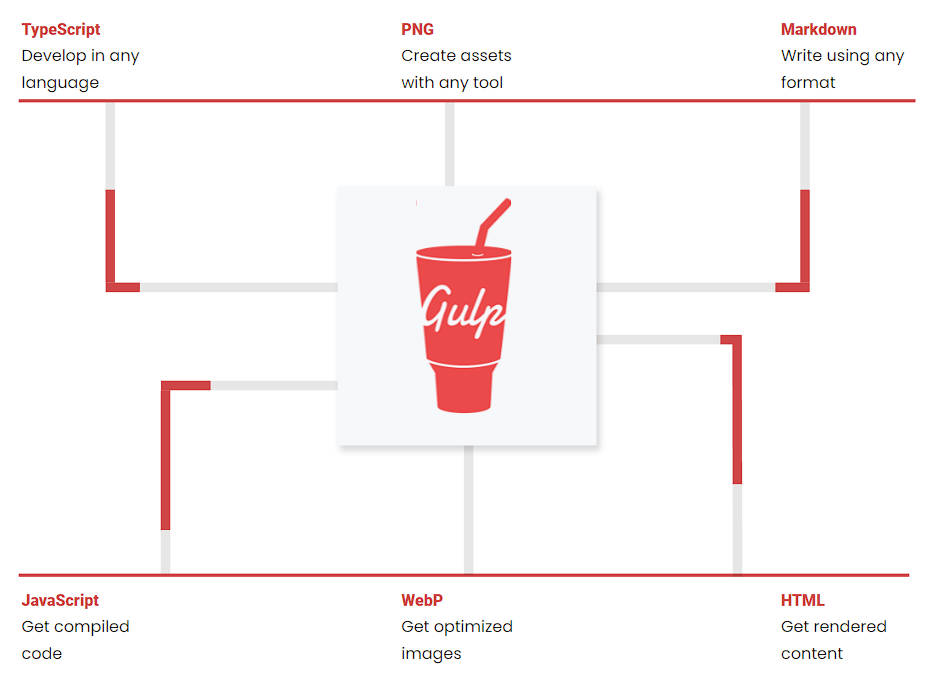 TypeScript
Develop in any
language
PNG
Create assets
with any tool
Markdown
Write using any
format
Gulp
JavaScript
Get compiled
code
WebP
Get optimized
images
HTML
Get rendered
content